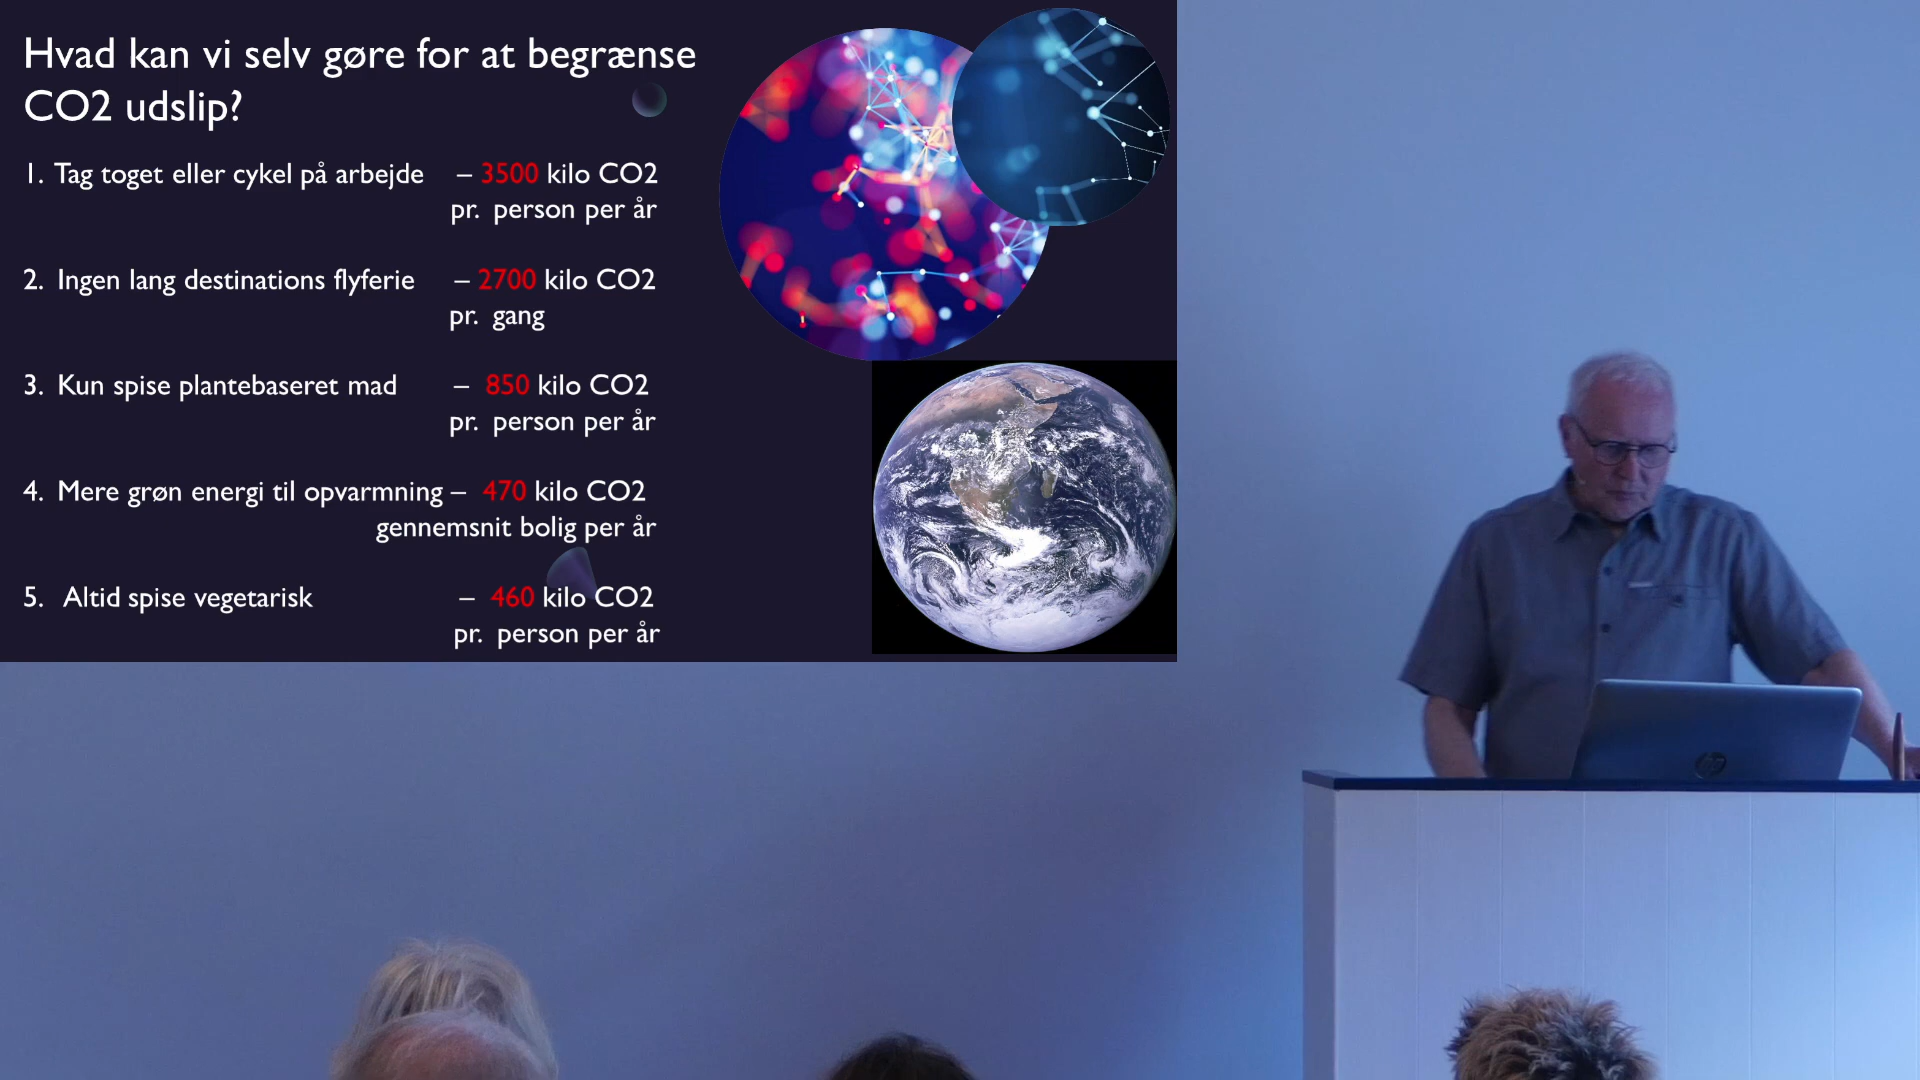 Hvad kan vi selv gøre for at begrænse
CO2 udslip?
1. Tag toget eller cykel på arbejde – 3500 kilo CO2
pr. person per år
2. Ingen lang destinations flyferie – 2700 kilo CO2
pr. gang
3. Kun spise plantebaseret mad – 850 kilo CO2
pr. person per år
4. Mere grøn energi til opvarmning – 470 kilo CO2
gennemsnit bolig per år
5. Altid spise vegetarisk – 460 kilo CO2
pr. person per år
hp